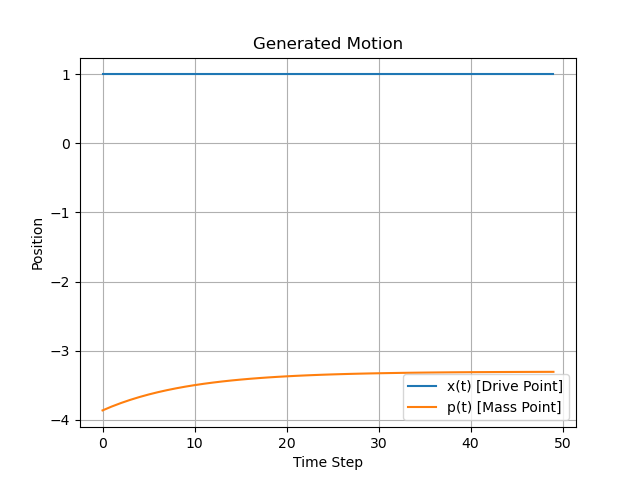 Generated Motion
1
0
−1
−2
−3
−4
Position
0
10
20
30
40
50
Time Step
x(t) [Drive Point]
p(t) [Mass Point]